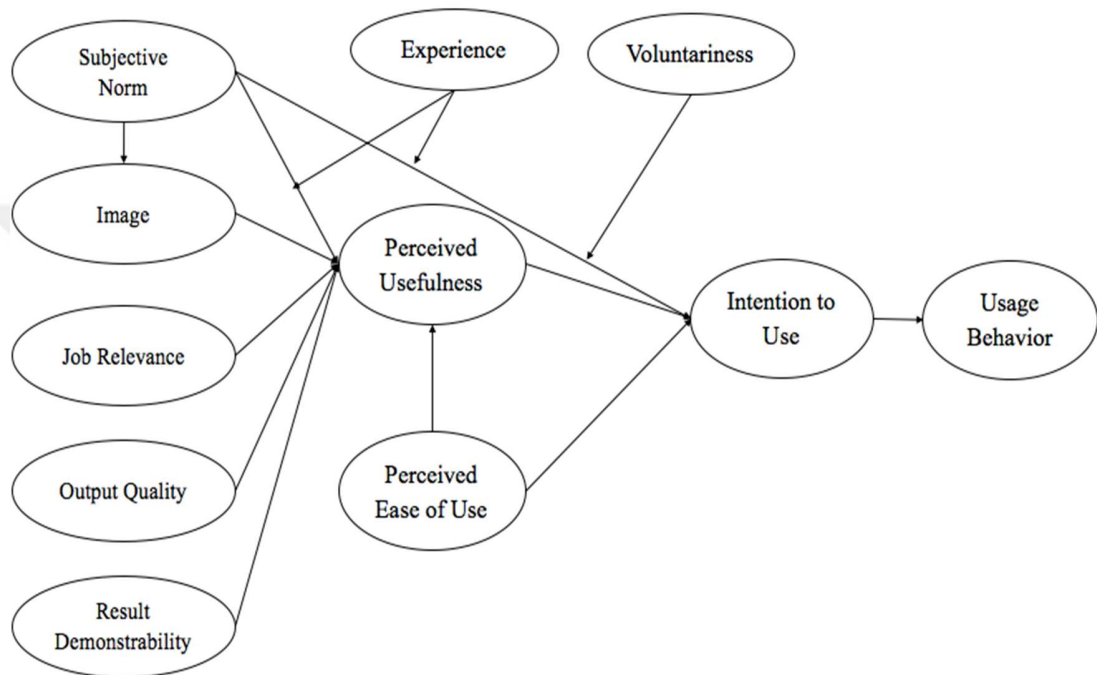 Subjective
Norm
Experience
Voluntariness
Image
Perceived
Usefulness
Intention to
Use
Usage
Behavior
Job Relevance
Output Quality
Perceived
Ease of Use
Result
Demonstrability